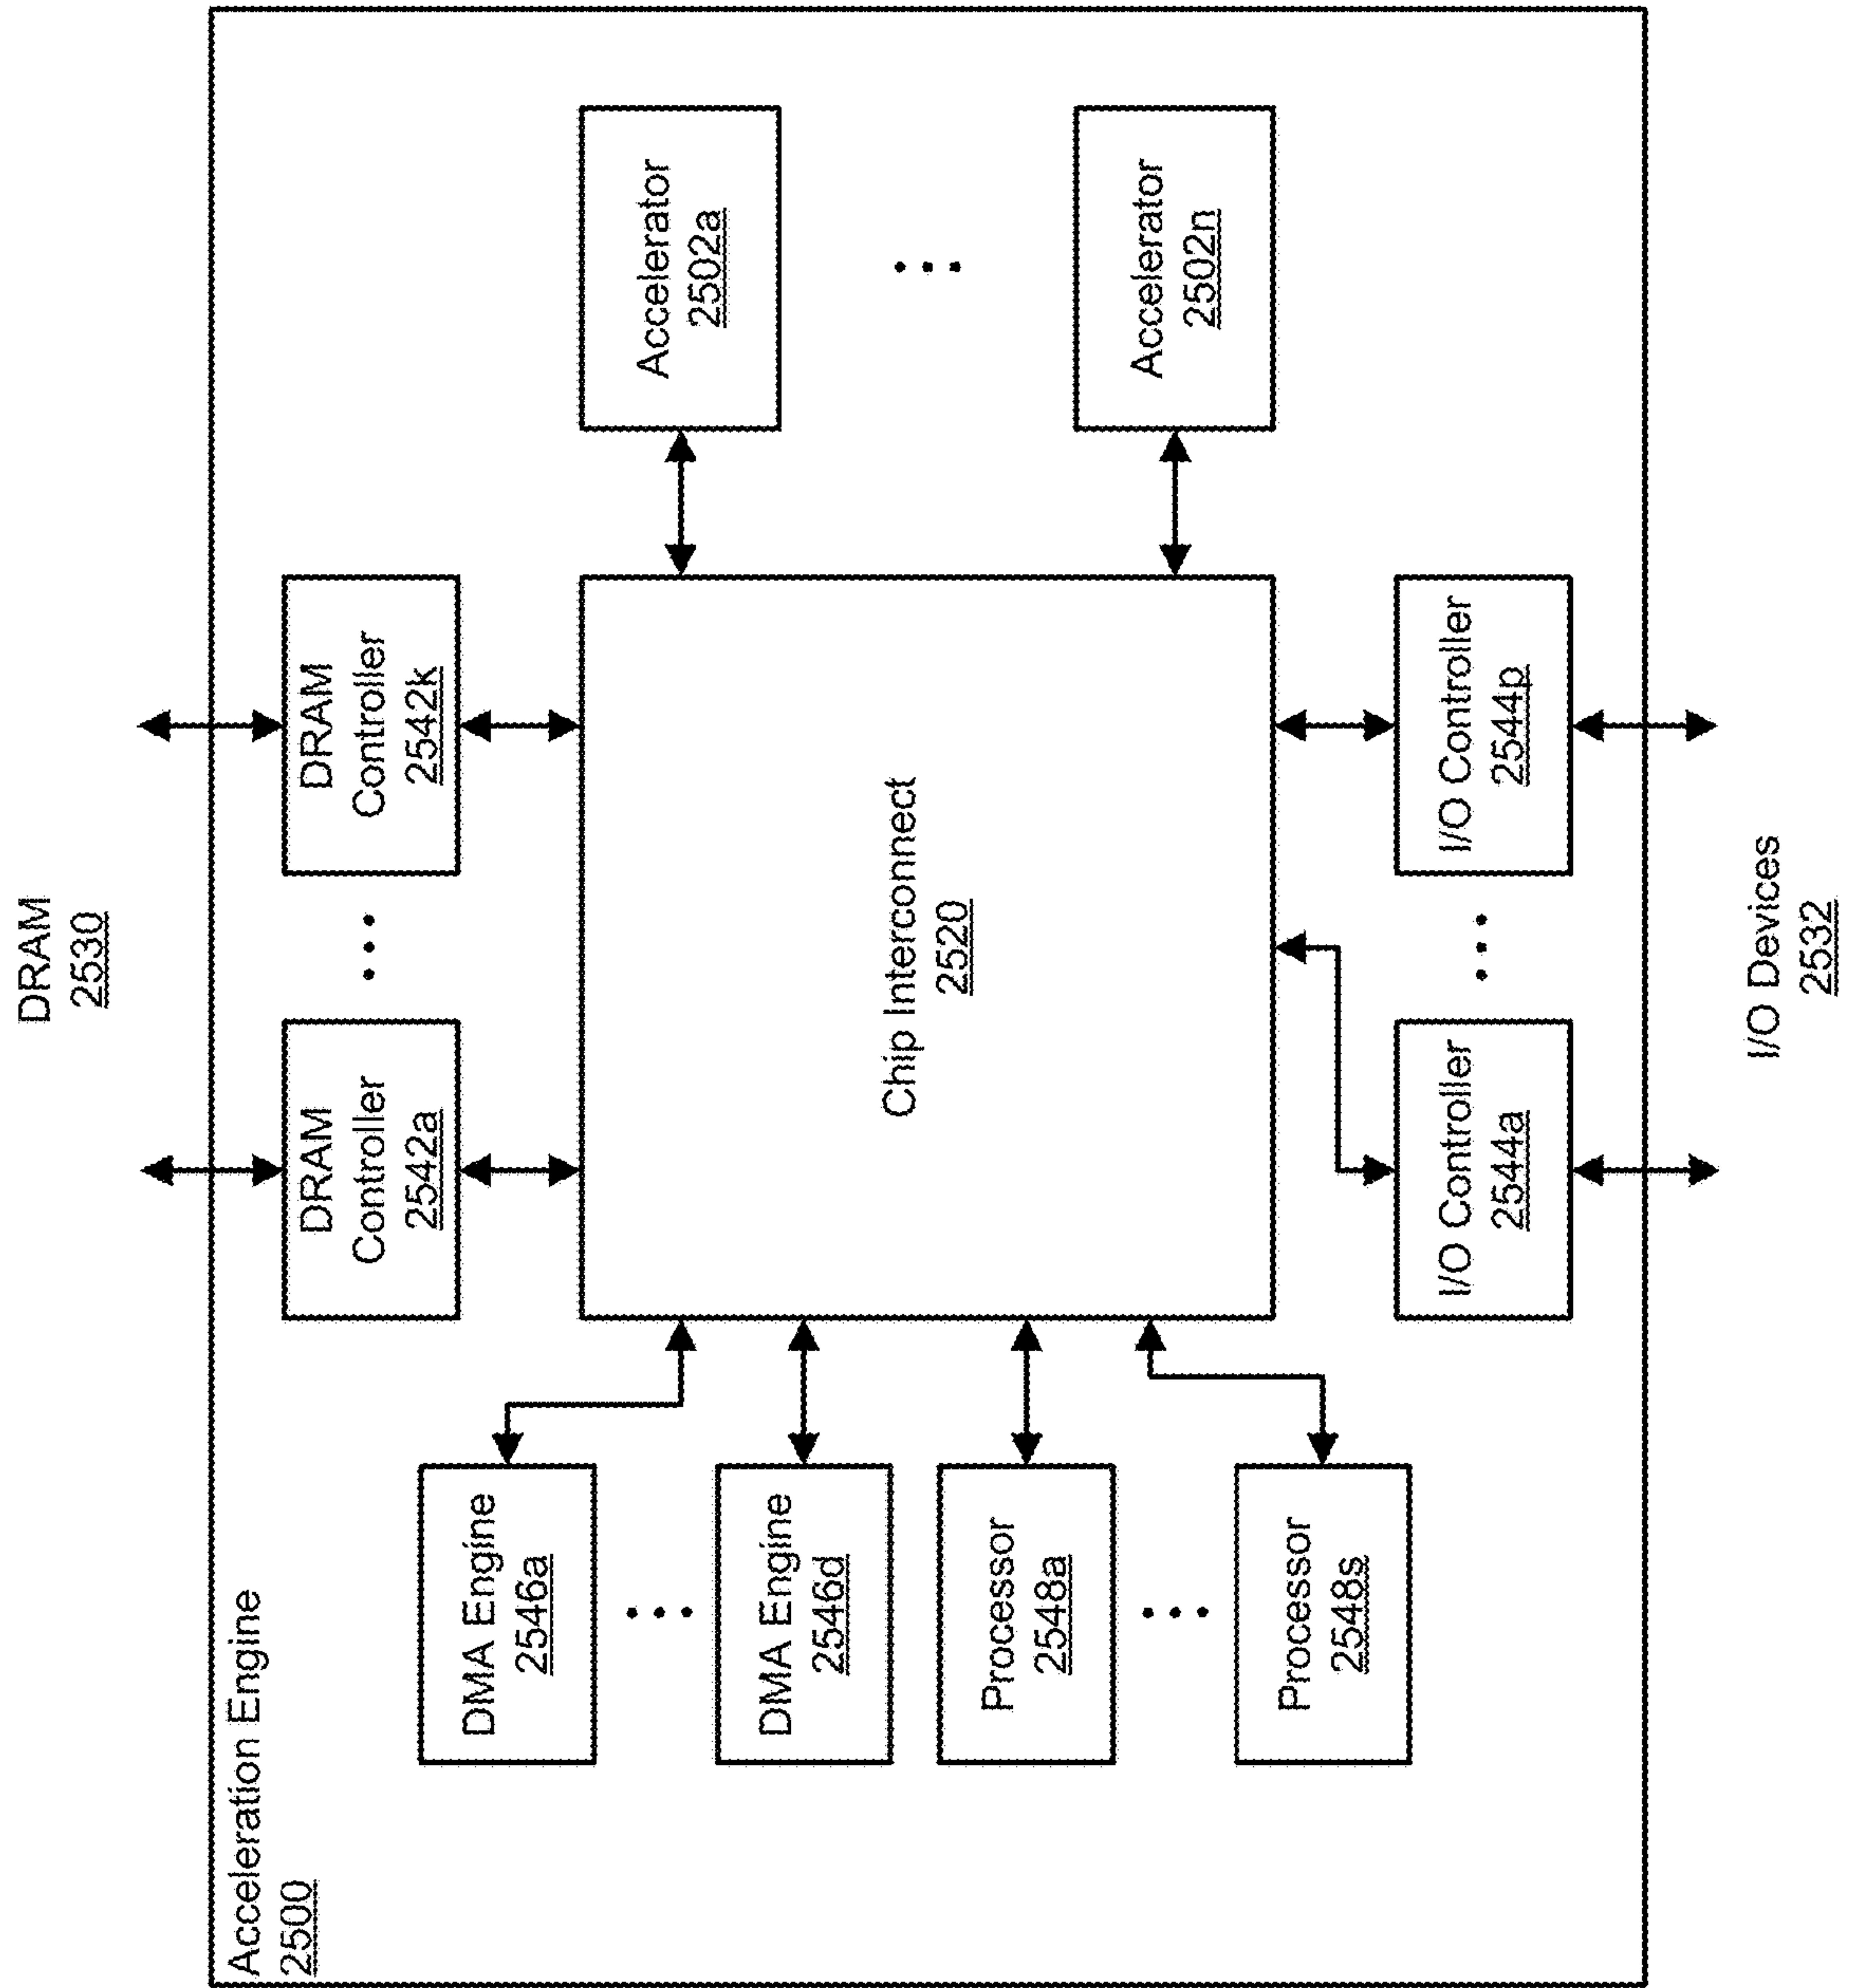 DRAM
2530
Acceleration Engine
2500
DRAM
Controller
2542a
DRAM
Controller
2542k
DMA Engine
2546a
DMA Engine
2546d
Processor
2548a
Processor
2548s
Chip Interconnect
2520
Accelerator
2502a
Accelerator
2502n
I/O Controller
2544a
I/O Controller
2544p
I/O Devices
2532